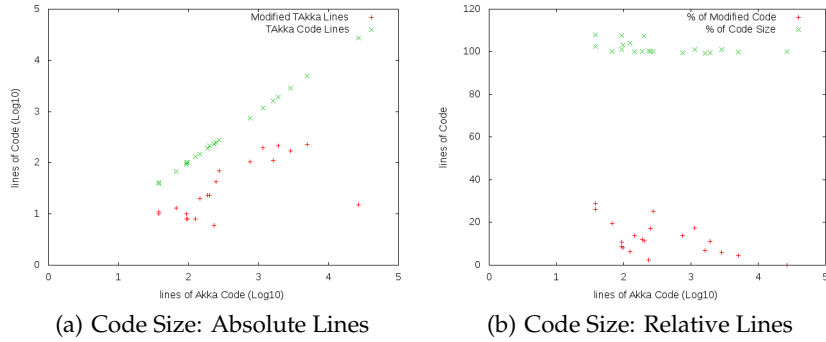 Modified TAkka Lines
TAkka Code Lines
lines of Code (Log10)
5
4
3
2
1
0
0 1 2 3 4 5
lines of Akka Code (Log10)
(a) Code Size: Absolute Lines
% of Modified Code
% of Code Size
lines of Code
120
100
80
60
40
20
0
0 1 2 3 4 5
lines of Akka Code (Log10)
(b) Code Size: Relative Lines